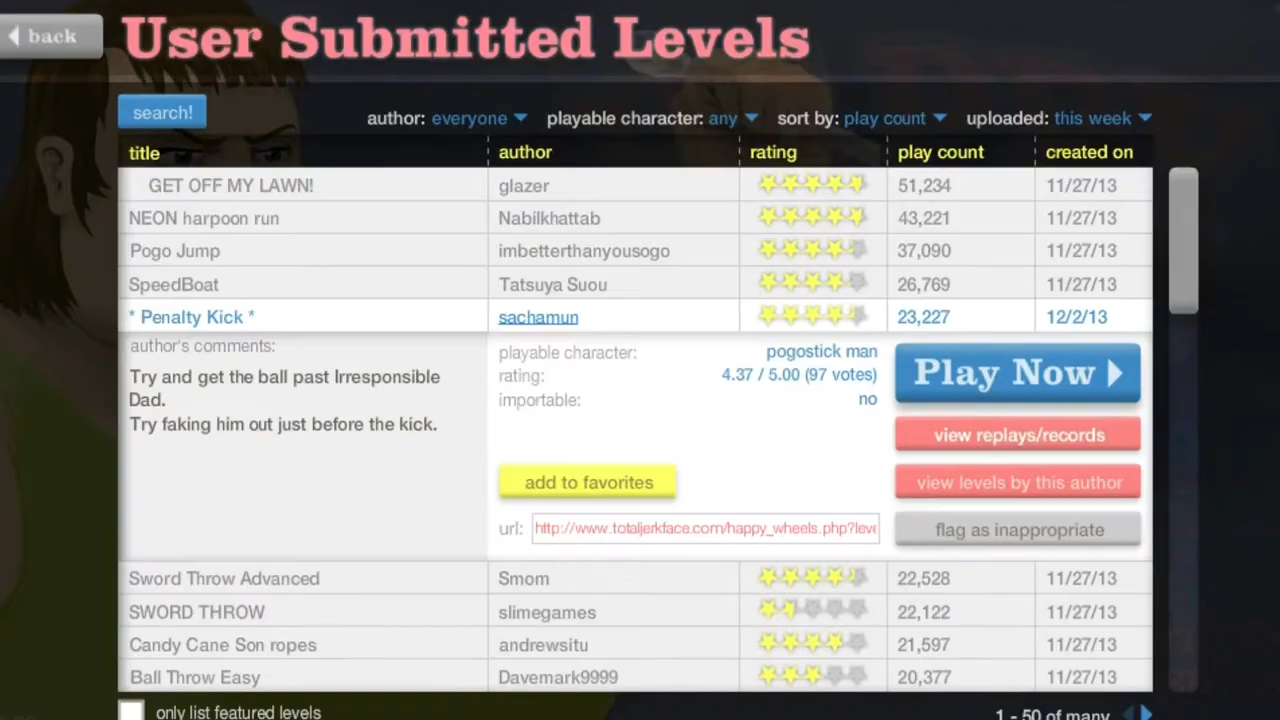 back
User Submitted Levels
search!
author: everyone playable character: any sort by: play count uploaded: this week
title author rating play count created on
GET OFF MY LAWN! glazer 51,234 11/27/13
NEON harpoon run Nabilkhattab 43,221 11/27/13
Pogo Jump imbetterthanyousogo 37,090 11/27/13
SpeedBoat Tatsuya Suou 26,769 11/27/13
* Penalty Kick * sachamun 23,227 12/2/13
author's comments:
Try and get the ball past Irresponsible
Dad.
Try faking him out just before the kick.
playable character: pogostick man
rating: 4.37 / 5.00 (97 votes)
importable: no
add to favorites
url: http://www.totaljerkface.com/happy_wheels.php?leve
Play Now
view replays/records
view levels by this author
flag as inappropriate
Sword Throw Advanced Smom 22,528 11/27/13
SWORD THROW slimegames 22,122 11/27/13
Candy Cane Son ropes andrewsitu 21,597 11/27/13
Ball Throw Easy Davemark9999 20,377 11/27/13
only list featured levels 1 - 50 of many